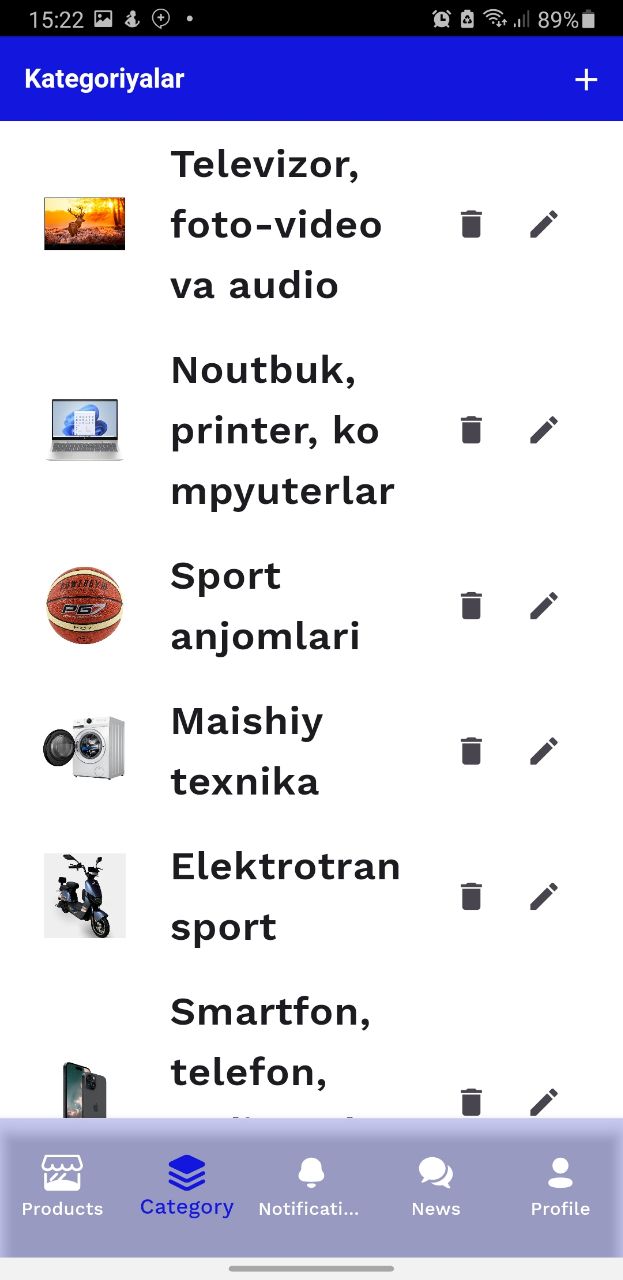 15:22
89%
Kategoriyalar
Televizor,
foto-video
va audio
Noutbuk,
printer, ko
mpyuterlar
Sport
anjomlari
Maishiy
texnika
Elektrotran
sport
Smartfon,
telefon,
Products
Category
Notificati...
News
Profile